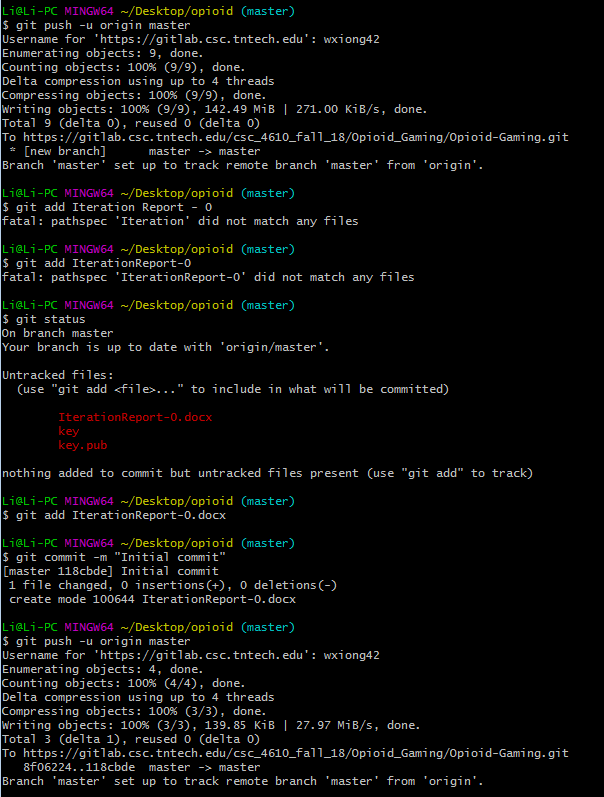 Li@Li-PC MINGW64 ~/Desktop/opioid (master)
$ git push -u origin master
Username for 'https://gitlab.csc.tntech.edu': wxiong42
Enumerating objects: 9, done.
Counting objects: 100% (9/9), done.
Delta compression using up to 4 threads
Compressing objects: 100% (9/9), done.
Writing objects: 100% (9/9), 142.49 MiB | 271.00 KiB/s, done.
Total 9 (delta 0), reused 0 (delta 0)
To https://gitlab.csc.tntech.edu/csc_4610_fall_18/Opioid_Gaming/Opioid-Gaming.git
 * [new branch]      master -> master
Branch 'master' set up to track remote branch 'master' from 'origin'.
Li@Li-PC MINGW64 ~/Desktop/opioid (master)
$ git add Iteration Report - 0
fatal: pathspec 'Iteration' did not match any files
Li@Li-PC MINGW64 ~/Desktop/opioid (master)
$ git add IterationReport-0
fatal: pathspec 'IterationReport-0' did not match any files
Li@Li-PC MINGW64 ~/Desktop/opioid (master)
$ git status
On branch master
Your branch is up to date with 'origin/master'.
Untracked files:
  (use "git add <file>..." to include in what will be committed)
        IterationReport-0.docx
        key
        key.pub
nothing added to commit but untracked files present (use "git add" to track)
Li@Li-PC MINGW64 ~/Desktop/opioid (master)
$ git add IterationReport-0.docx
Li@Li-PC MINGW64 ~/Desktop/opioid (master)
$ git commit -m "Initial commit"
[master 118cbde] Initial commit
 1 file changed, 0 insertions(+), 0 deletions(-)
 create mode 100644 IterationReport-0.docx
Li@Li-PC MINGW64 ~/Desktop/opioid (master)
$ git push -u origin master
Username for 'https://gitlab.csc.tntech.edu': wxiong42
Enumerating objects: 4, done.
Counting objects: 100% (4/4), done.
Delta compression using up to 4 threads
Compressing objects: 100% (3/3), done.
Writing objects: 100% (3/3), 139.85 KiB | 27.97 MiB/s, done.
Total 3 (delta 1), reused 0 (delta 0)
To https://gitlab.csc.tntech.edu/csc_4610_fall_18/Opioid_Gaming/Opioid-Gaming.git
   8f06224..118cbde  master -> master
Branch 'master' set up to track remote branch 'master' from 'origin'.